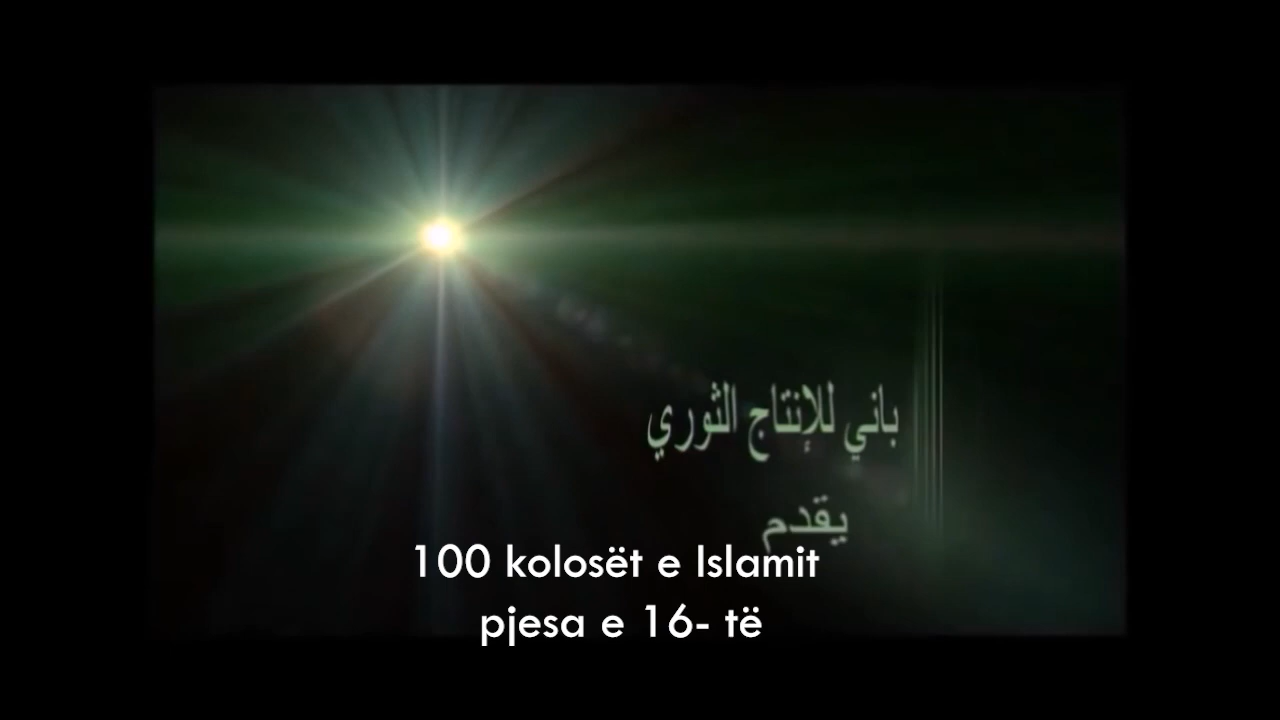 باني للإنتاج الثوري
يقدم
100 kolosët e Islamit
pjesa e 16- të